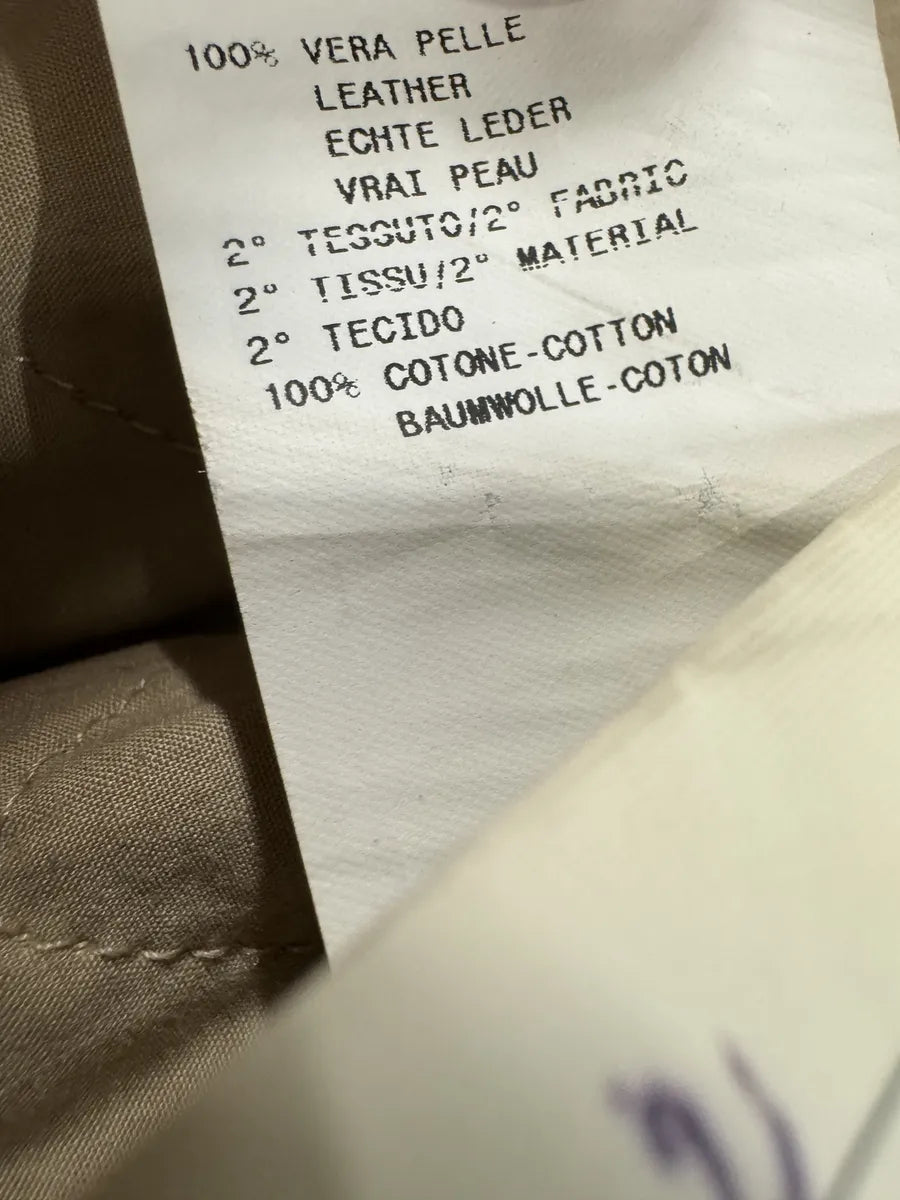 100% VERA PELLE
LEATHER
ECHTE LEDER
VRAI PEAU
2° TESSUTO/2° FABRIC
2° TISSU/2° MATERIAL
2° TECIDO
100% COTONE-COTTON
BAUMWOLLE-COTON